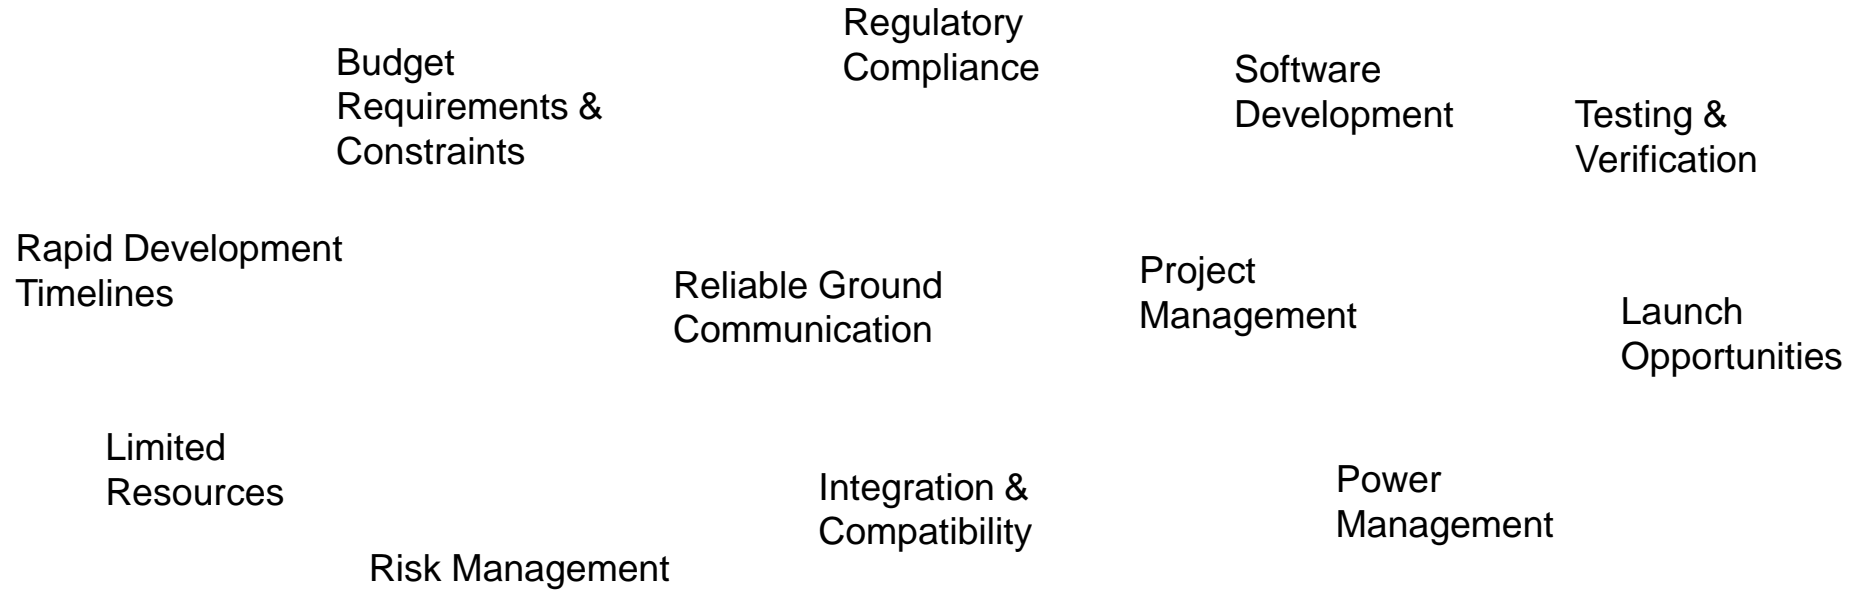 Regulatory
Compliance
Budget
Requirements &
Constraints
Software
Development
Testing &
Verification
Rapid Development
Timelines
Reliable Ground
Communication
Project
Management
Launch
Opportunities
Limited
Resources
Integration &
Compatibility
Power
Management
Risk Management